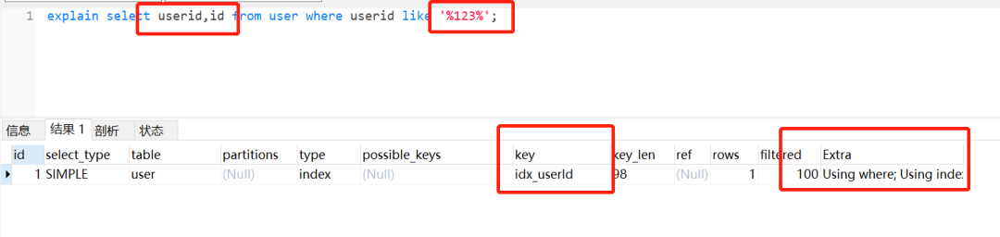 1 explain select userid,id from user where userid like '%123%';
信息 结果 1 剖析 状态
id select_type table partitions type possible_keys key key_len ref rows filtered Extra
1 SIMPLE user (Null) index (Null) idx_userId 98 (Null) 1 100 Using where; Using index